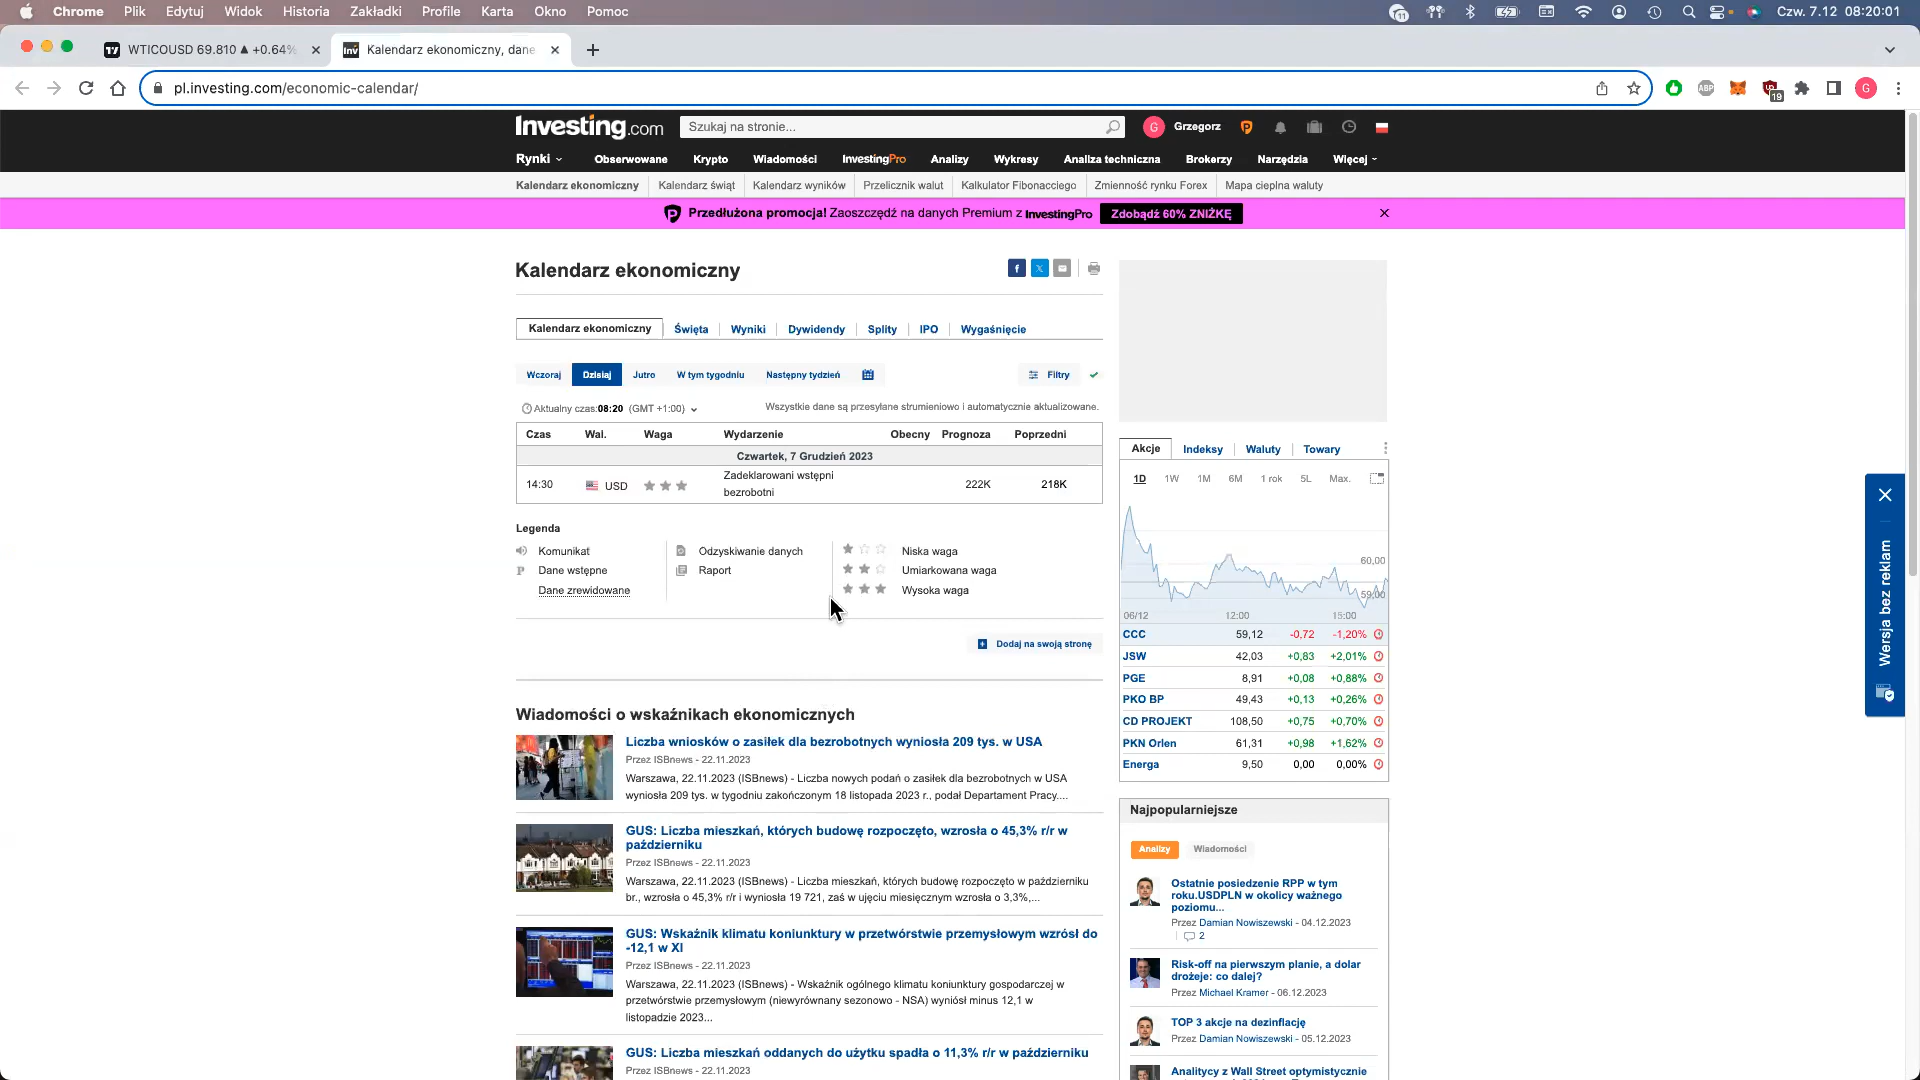 Chrome Plik Edytuj Widok Historia Zakładki Profile Karta Okno Pomoc
11
Czw. 7.12 08:20:01
WTICOUSD 69.810 ▲ +0.64%
Inv Kalendarz ekonomiczny, dane
pl.investing.com/economic-calendar/
ABP
19
G
Investing.com
Szukaj na stronie...
G Grzegorz
Rynki Obserwowane Krypto Wiadomości InvestingPro Analizy Wykresy Analiza techniczna Brokerzy Narzędzia Więcej
Kalendarz ekonomiczny Kalendarz świąt Kalendarz wyników Przelicznik walut Kalkulator Fibonacciego Zmienność rynku Forex Mapa cieplna waluty
Przedłużona promocja! Zaoszczędź na danych Premium z InvestingPro Zdobądź 60% ZNIŻKĘ
Kalendarz ekonomiczny
Kalendarz ekonomiczny Święta Wyniki Dywidendy Splity IPO Wygaśnięcie
Wczoraj Dzisiaj Jutro W tym tygodniu Następny tydzień Filtry
Aktualny czas:08:20 (GMT +1:00)
Wszystkie dane są przesyłane strumieniowo i automatycznie aktualizowane.
Czas Wal. Waga Wydarzenie Obecny Prognoza Poprzedni
Czwartek, 7 Grudzień 2023
14:30 USD Zadeklarowani wstępni bezrobotni 222K 218K
Legenda
Komunikat Odzyskiwanie danych Niska waga
P Dane wstępne Raport Umiarkowana waga
Dane zrewidowane Wysoka waga
Dodaj na swoją stronę
Wiadomości o wskaźnikach ekonomicznych
Liczba wniosków o zasiłek dla bezrobotnych wyniosła 209 tys. w USA
Przez ISBnews - 22.11.2023
Warszawa, 22.11.2023 (ISBnews) - Liczba nowych podań o zasiłek dla bezrobotnych w USA
wyniosła 209 tys. w tygodniu zakończonym 18 listopada 2023 r., podał Departament Pracy....
GUS: Liczba mieszkań, których budowę rozpoczęto, wzrosła o 45,3% r/r w
październiku
Przez ISBnews - 22.11.2023
Warszawa, 22.11.2023 (ISBnews) - Liczba mieszkań, których budowę rozpoczęto w październiku
br., wzrosła o 45,3% r/r i wyniosła 19 721, zaś w ujęciu miesięcznym wzrosła o 3,3%,...
GUS: Wskaźnik klimatu koniunktury w przetwórstwie przemysłowym wzrósł do
-12,1 w XI
Przez ISBnews - 22.11.2023
Warszawa, 22.11.2023 (ISBnews) - Wskaźnik ogólnego klimatu koniunktury gospodarczej w
przetwórstwie przemysłowym (niewyrównany sezonowo - NSA) wyniósł minus 12,1 w
listopadzie 2023...
GUS: Liczba mieszkań oddanych do użytku spadła o 11,3% r/r w październiku
Przez ISBnews - 22.11.2023
Akcje Indeksy Waluty Towary
1D 1W 1M 6M 1 rok 5L Max.
60,00
59,00
06/12 12:00 15:00
CCC 59,12 -0,72 -1,20%
JSW 42,03 +0,83 +2,01%
PGE 8,91 +0,08 +0,88%
PKO BP 49,43 +0,13 +0,26%
CD PROJEKT 108,50 +0,75 +0,70%
PKN Orlen 61,31 +0,98 +1,62%
Energa 9,50 0,00 0,00%
Najpopularniejsze
Analizy Wiadomości
Ostatnie posiedzenie RPP w tym
roku.USDPLN w okolicy ważnego
poziomu...
Przez Damian Nowiszewski - 04.12.2023
2
Risk-off na pierwszym planie, a dolar
drożeje: co dalej?
Przez Michael Kramer - 06.12.2023
TOP 3 akcje na dezinflację
Przez Damian Nowiszewski - 05.12.2023
Analitycy z Wall Street optymistycznie
Wersja bez reklam